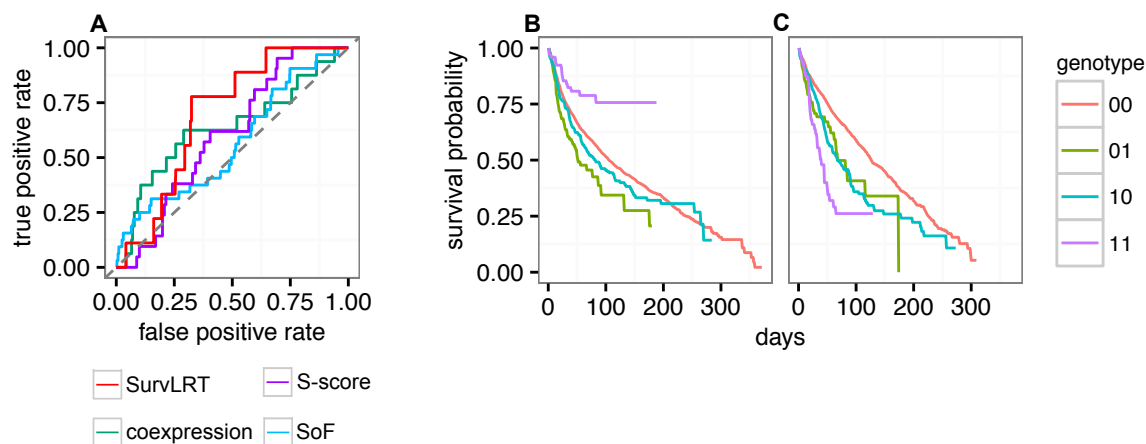 A
true positive rate
1.00
0.75
0.50
0.25
0.00
0.00 0.25 0.50 0.75 1.00
false positive rate
SurvLRT
S-score
coexpression
SoF
B
survival probability
1.00
0.75
0.50
0.25
0.00
0 100 200 300
C
0 100 200 300
days
genotype
00
01
10
11